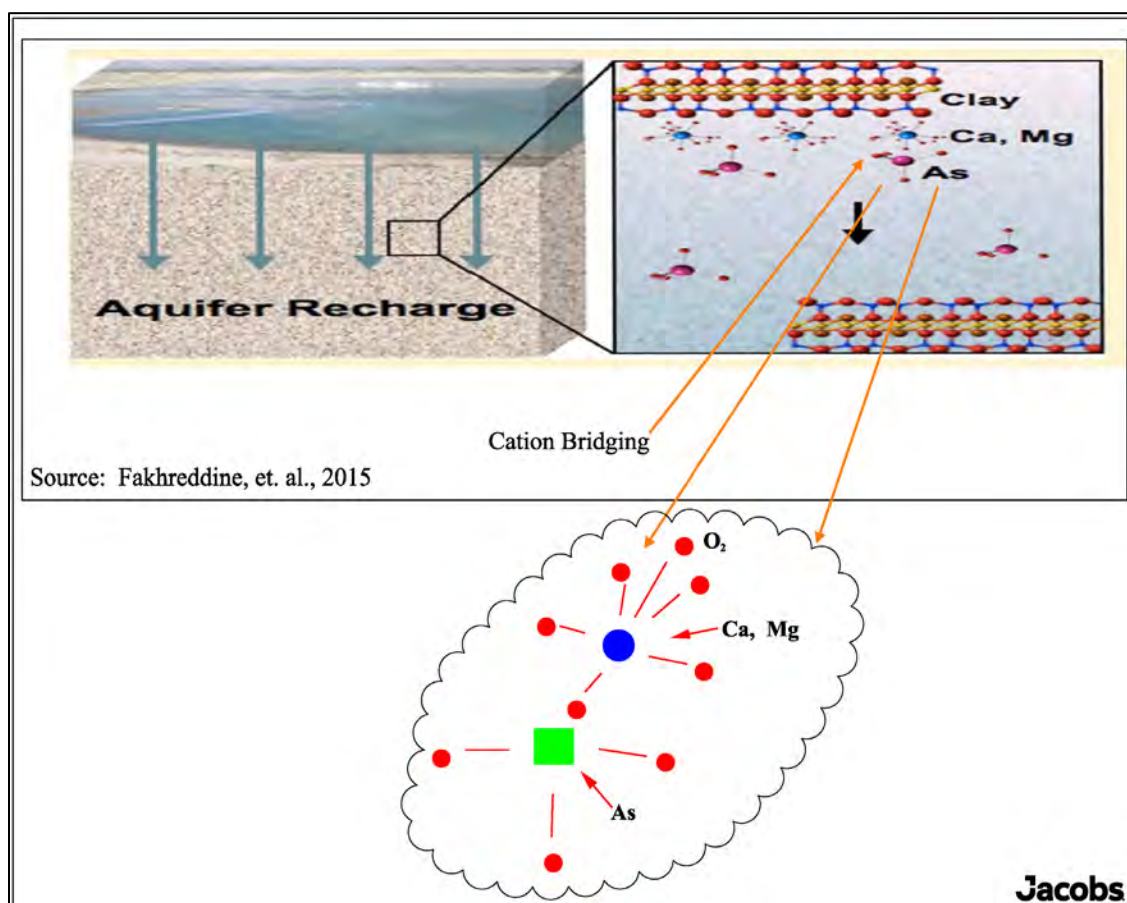 Clay
Ca, Mg
As
Aquifer Recharge
Cation Bridging
Source:  Fakhreddine, et. al., 2015
O₂
Ca,  Mg
As
Jacobs